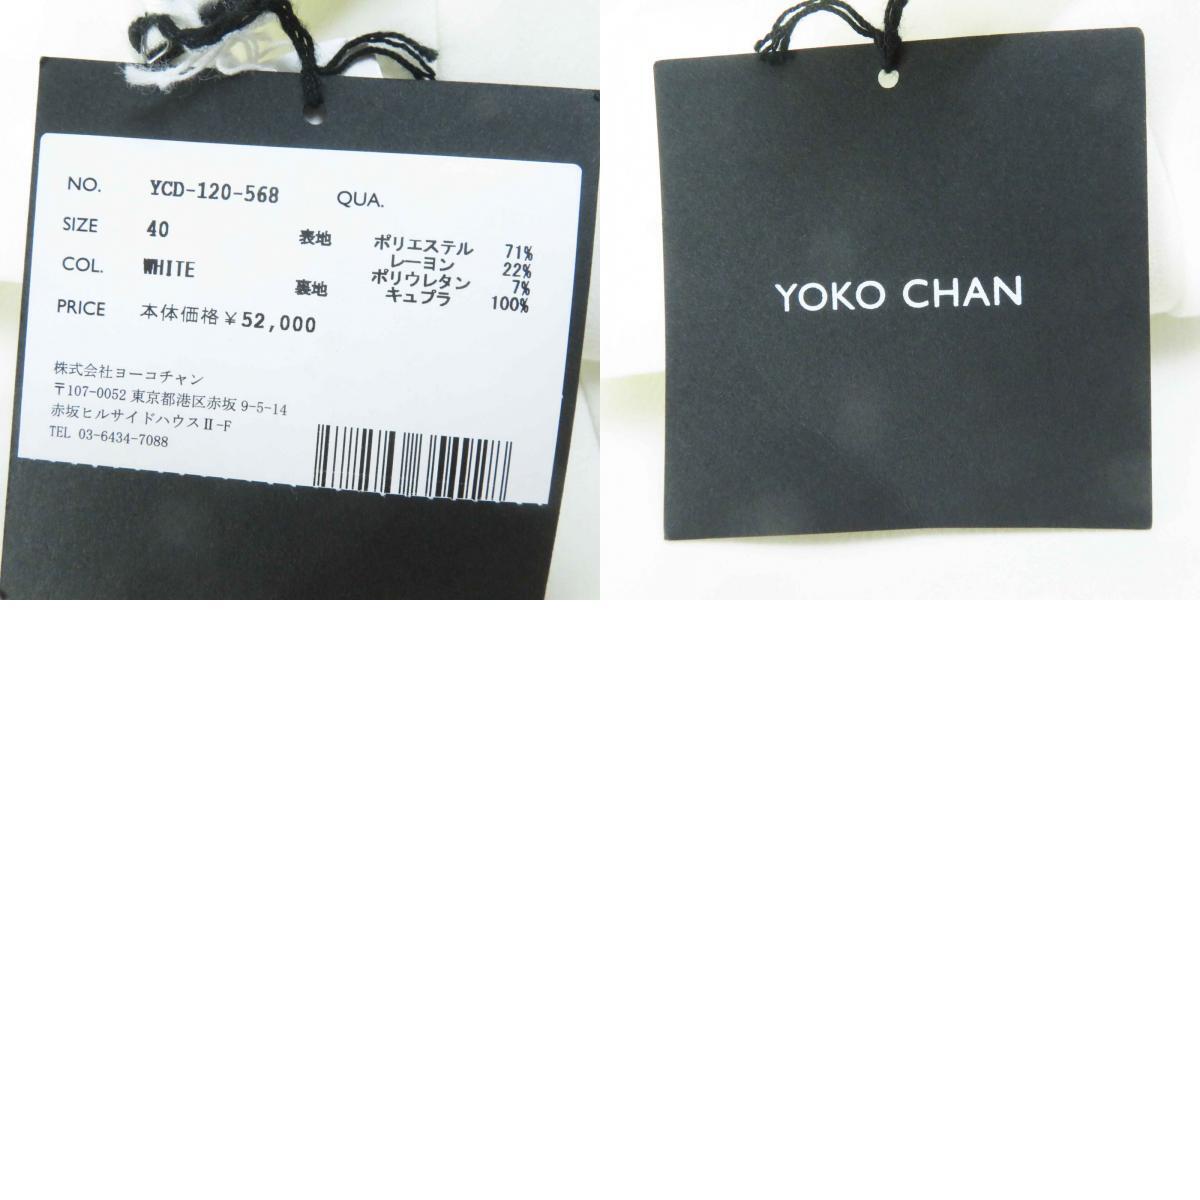 NO. YCD-120-568 QUA.
SIZE 40 表地 ポリエステル 71%
レーヨン 22%
COL. WHITE ポリウレタン 7%
裏地 キュプラ 100%
PRICE 本体価格￥52,000
株式会社ヨーコチャン
〒107-0052 東京都港区赤坂 9-5-14
赤坂ヒルサイドハウスⅡ-F
TEL 03-6434-7088
YOKO CHAN